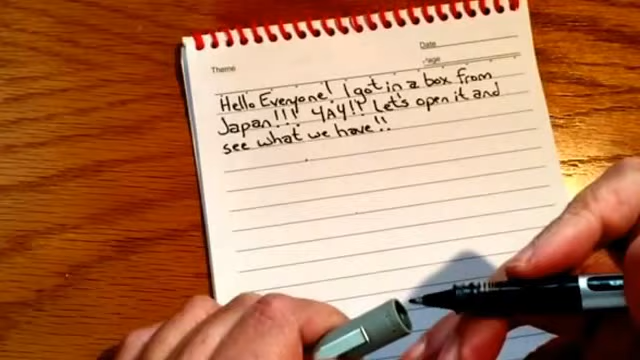 Date
Theme
Page
Hello Everyone! I got in a box from
Japan!!! YAY!! Let's open it and
see what we have!!